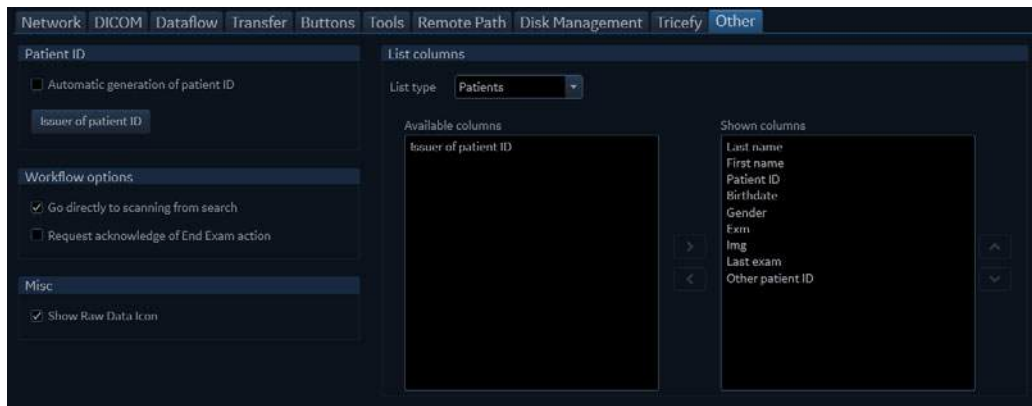 Network DICOM Dataflow Transfer Buttons Tools Remote Path Disk Management Tricefy Other
Patient ID
Automatic generation of patient ID
Issuer of patient ID
Workflow options
Go directly to scanning from search
Request acknowledge of End Exam action
Misc
Show Raw Data Icon
List columns
List type Patients
Available columns
Issuer of patient ID
Shown columns
Last name
First name
Patient ID
Birthdate
Gender
Exm
Img
Last exam
Other patient ID